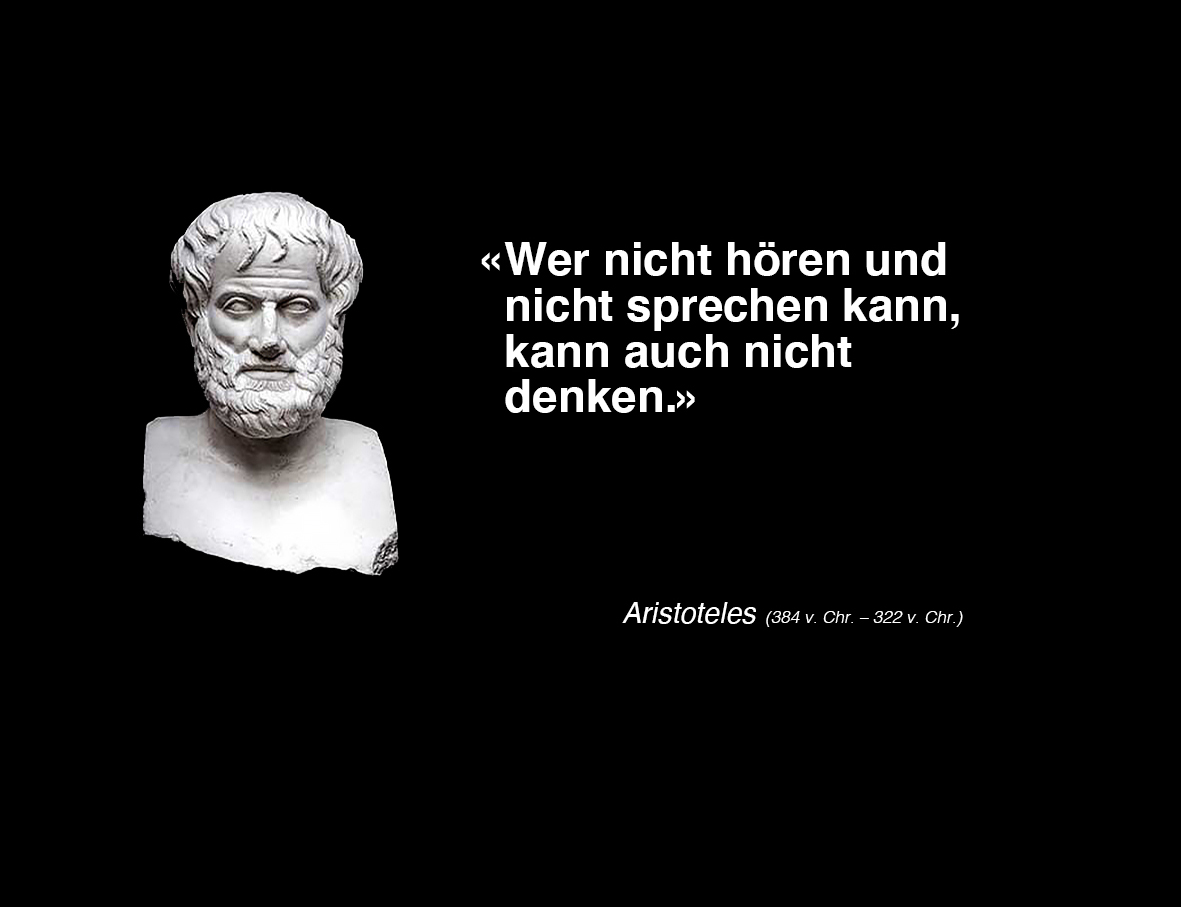 «Wer nicht hören und
nicht sprechen kann,
kann auch nicht
denken.»
Aristoteles (384 v. Chr. – 322 v. Chr.)